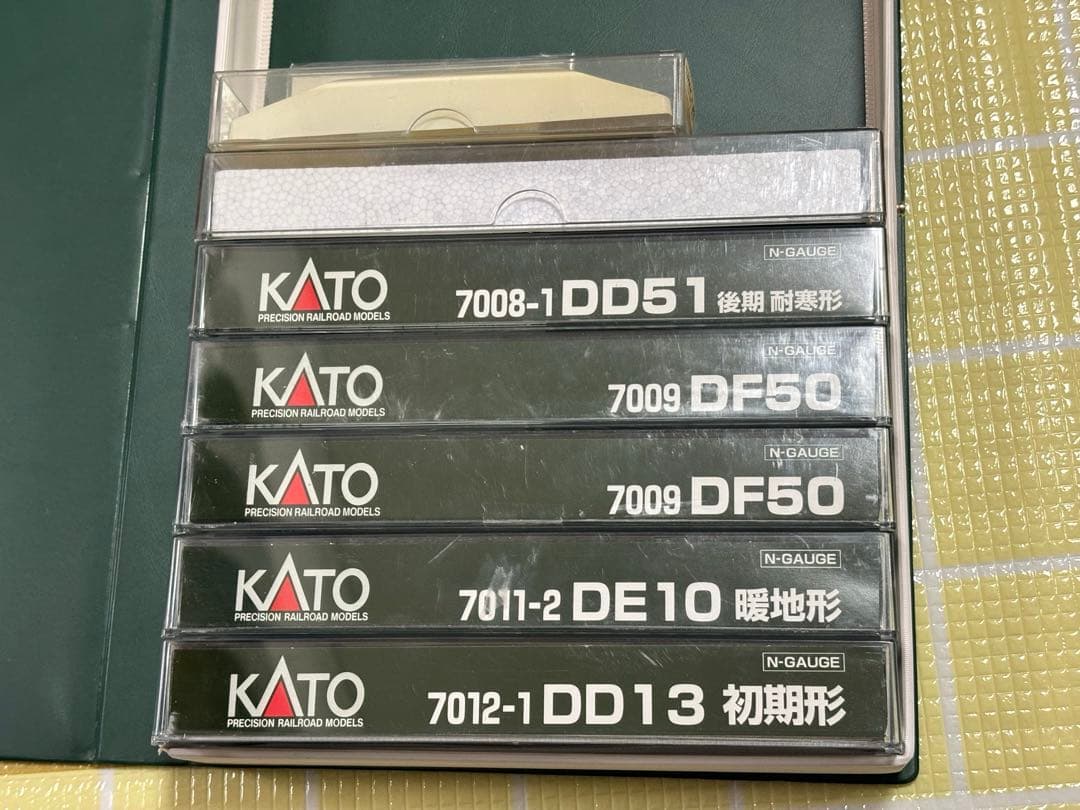 N-GAUGE
KATO 7008-1 DD51 後期 耐寒形
PRECISION RAILROAD MODELS
N-GAUGE
KATO 7009 DF50
PRECISION RAILROAD MODELS
N-GAUGE
KATO 7009 DF50
PRECISION RAILROAD MODELS
N-GAUGE
KATO 7011-2 DE10 暖地形
PRECISION RAILROAD MODELS
N-GAUGE
KATO 7012-1 DD13 初期形
PRECISION RAILROAD MODELS